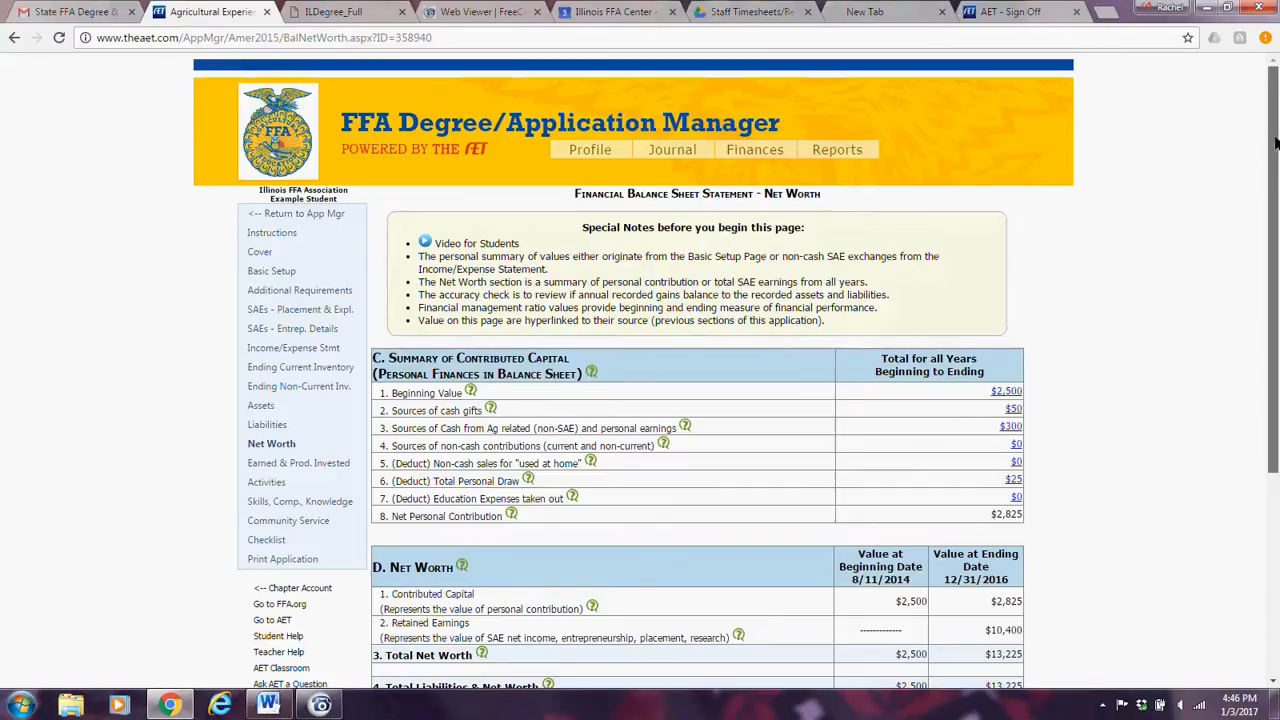 State FFA Degree
Agricultural Experie
ILDegree_Full
Web Viewer | FreeC
Illinois FFA Center -
Staff Timesheets/Re
New Tab
AET - Sign Off
Rachel
www.theaet.com/AppMgr/Amer2015/BalNetWorth.aspx?ID=358940
FFA
FFA Degree/Application Manager
POWERED BY THE AET
Profile Journal Finances Reports
Illinois FFA Association
Example Student
<-- Return to App Mgr
Instructions
Cover
Basic Setup
Additional Requirements
SAEs - Placement & Expl.
SAEs - Entrep. Details
Income/Expense Stmt
Ending Current Inventory
Ending Non-Current Inv.
Assets
Liabilities
Net Worth
Earned & Prod. Invested
Activities
Skills, Comp., Knowledge
Community Service
Checklist
Print Application
<-- Chapter Account
Go to FFA.org
Go to AET
Student Help
Teacher Help
AET Classroom
Ask AET a Question
Financial Balance Sheet Statement - Net Worth
Special Notes before you begin this page:
• Video for Students
• The personal summary of values either originate from the Basic Setup Page or non-cash SAE exchanges from the
Income/Expense Statement.
• The Net Worth section is a summary of personal contribution or total SAE earnings from all years.
• The accuracy check is to review if annual recorded gains balance to the recorded assets and liabilities.
• Financial management ratio values provide beginning and ending measure of financial performance.
• Value on this page are hyperlinked to their source (previous sections of this application).
C. Summary of Contributed Capital
(Personal Finances in Balance Sheet)
Total for all Years
Beginning to Ending
1. Beginning Value $2,500
2. Sources of cash gifts $50
3. Sources of Cash from Ag related (non-SAE) and personal earnings $300
4. Sources of non-cash contributions (current and non-current) $0
5. (Deduct) Non-cash sales for "used at home" $0
6. (Deduct) Total Personal Draw $25
7. (Deduct) Education Expenses taken out $0
8. Net Personal Contribution $2,825
D. Net Worth
Value at
Beginning Date
8/11/2014
Value at Ending
Date
12/31/2016
1. Contributed Capital
(Represents the value of personal contribution) $2,500 $2,825
2. Retained Earnings
(Represents the value of SAE net income, entrepreneurship, placement, research) ------------ $10,400
3. Total Net Worth $2,500 $13,225
4. Total Liabilities & Net Worth $2,500 $13,225
4:46 PM
1/3/2017